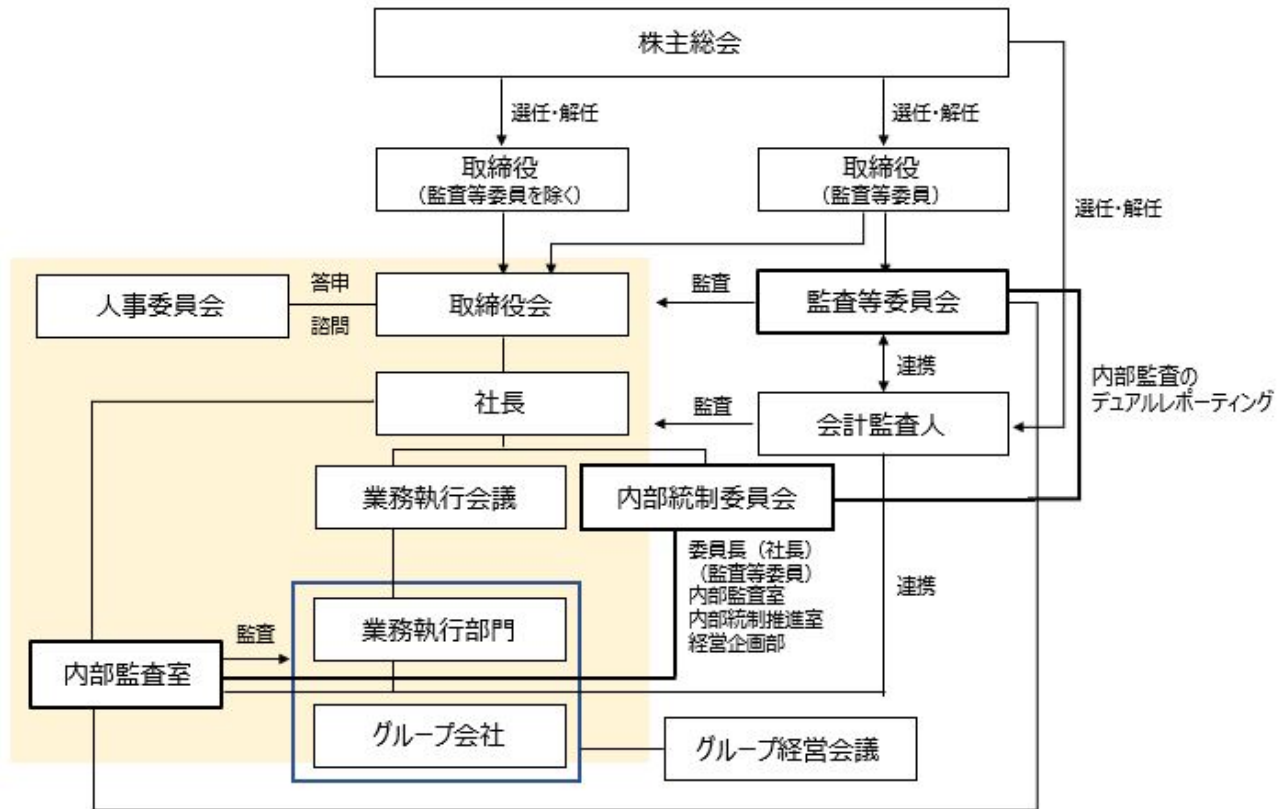 株主総会
選任・解任
選任・解任
取締役
（監査等委員を除く）
取締役
（監査等委員）
選任・解任
人事委員会
答申
諮問
取締役会
監査
監査等委員会
連携
内部監査の
デュアルレポーティング
社長
監査
会計監査人
業務執行会議
内部統制委員会
委員長（社長）
（監査等委員）
内部監査室
内部統制推進室
経営企画部
連携
業務執行部門
監査
内部監査室
グループ会社
グループ経営会議